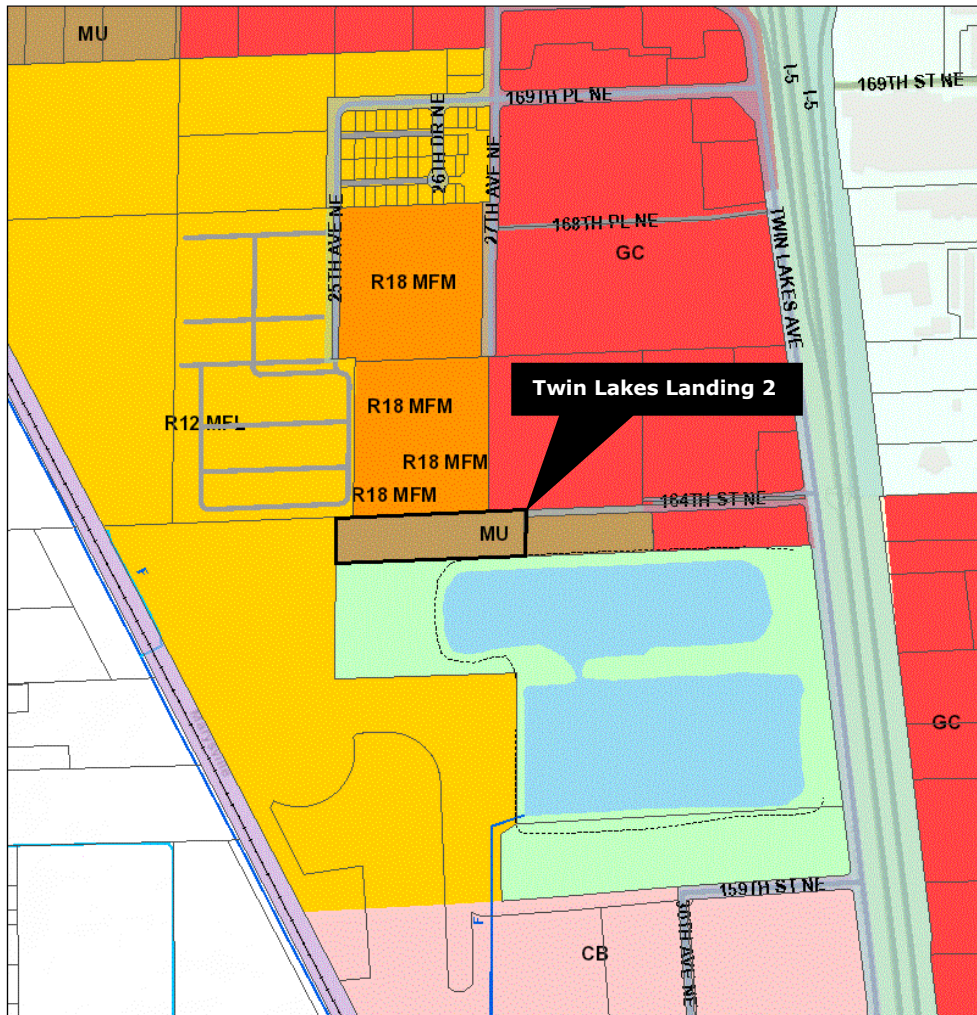 MU
I-5
I-5
169TH ST NE
169TH PL NE
26TH DR NE
27TH AVE NE
25TH AVE NE
168TH PL NE
GC
TWIN LAKES AVE
R18 MFM
Twin Lakes Landing 2
R18 MFM
R12 MFL
R18 MFM
R18 MFM
164TH ST NE
MU
F
Marysville
GC
159TH ST NE
F
30TH AVE NE
CB